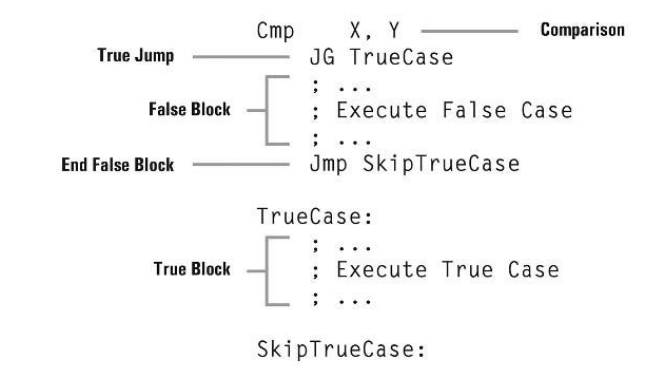 Cmp X, Y Comparison
True Jump JG TrueCase
; ...
False Block ; Execute False Case
; ...
End False Block Jmp SkipTrueCase
TrueCase:
; ...
True Block ; Execute True Case
; ...
SkipTrueCase: